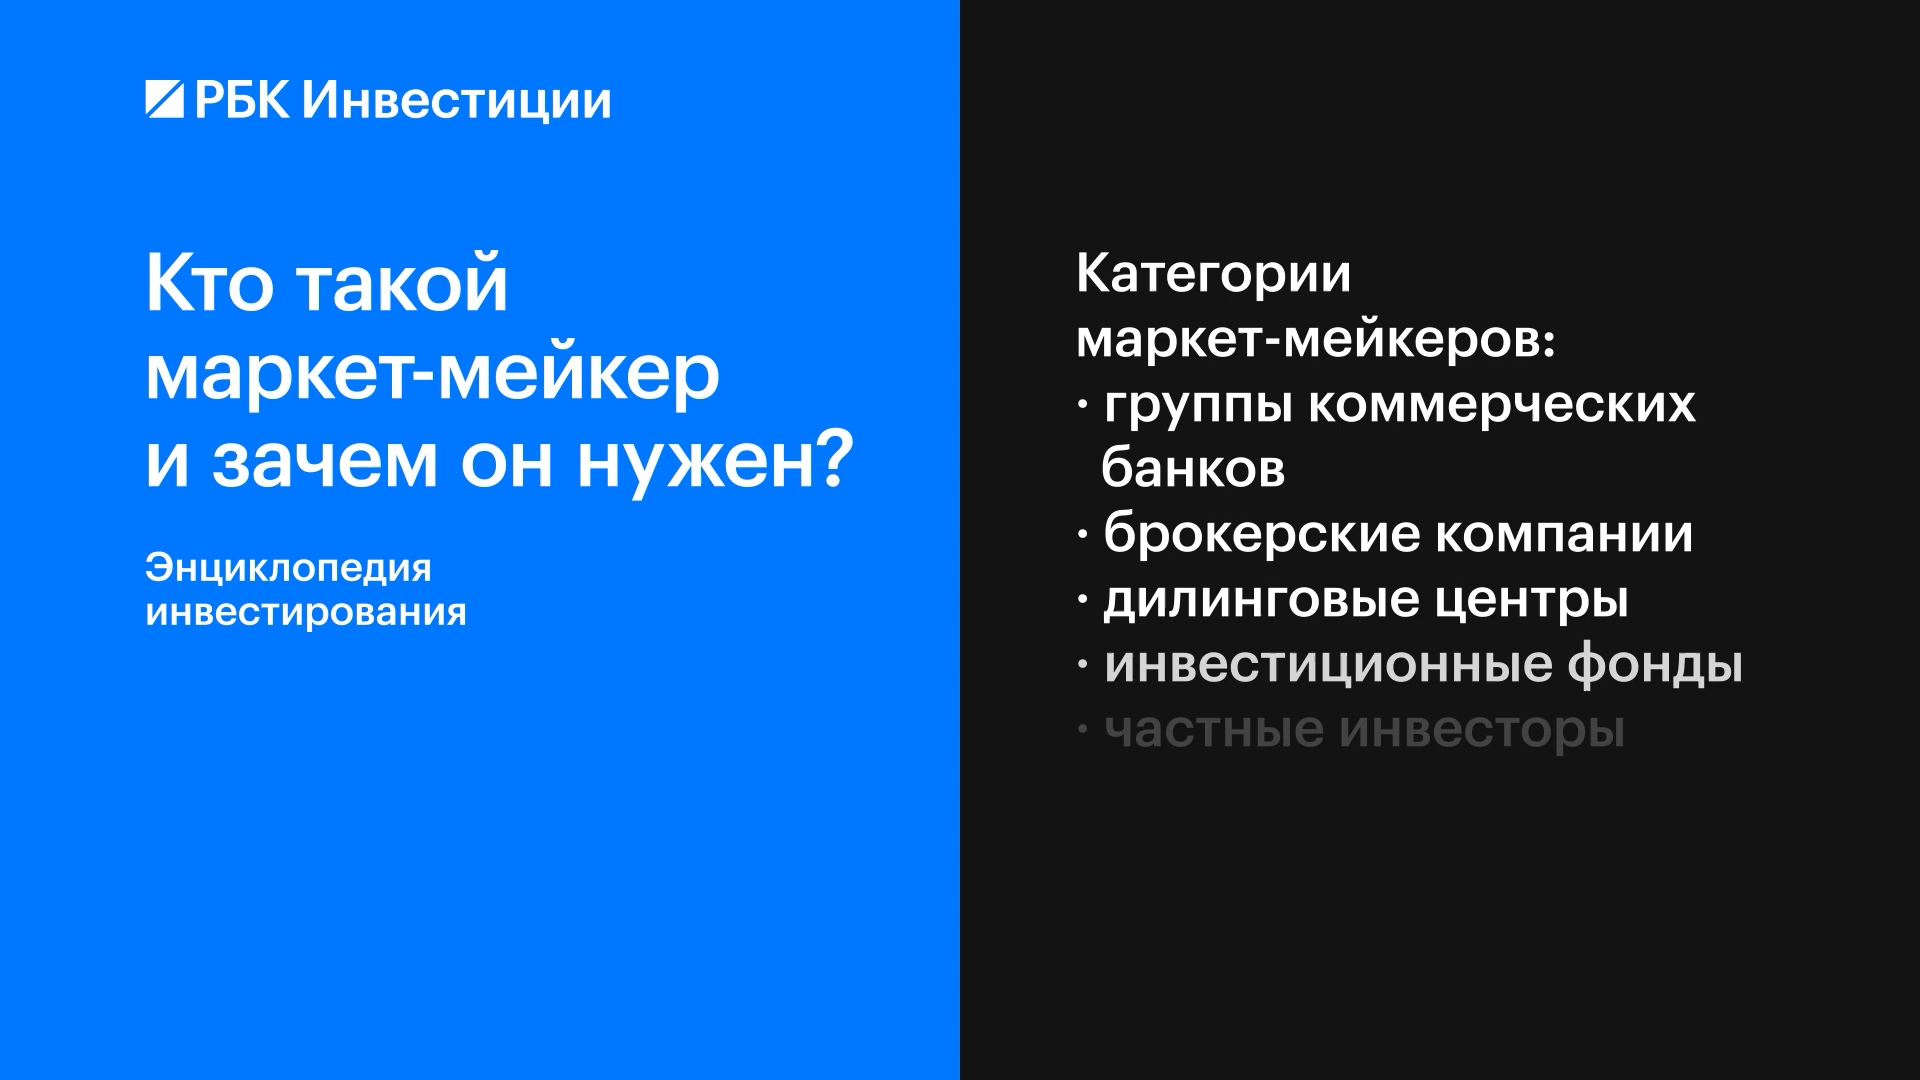 РБК Инвестиции
Кто такой
маркет-мейкер
и зачем он нужен?
Энциклопедия
инвестирования
Категории
маркет-мейкеров:
· группы коммерческих
банков
· брокерские компании
· дилинговые центры
· инвестиционные фонды
· частные инвесторы